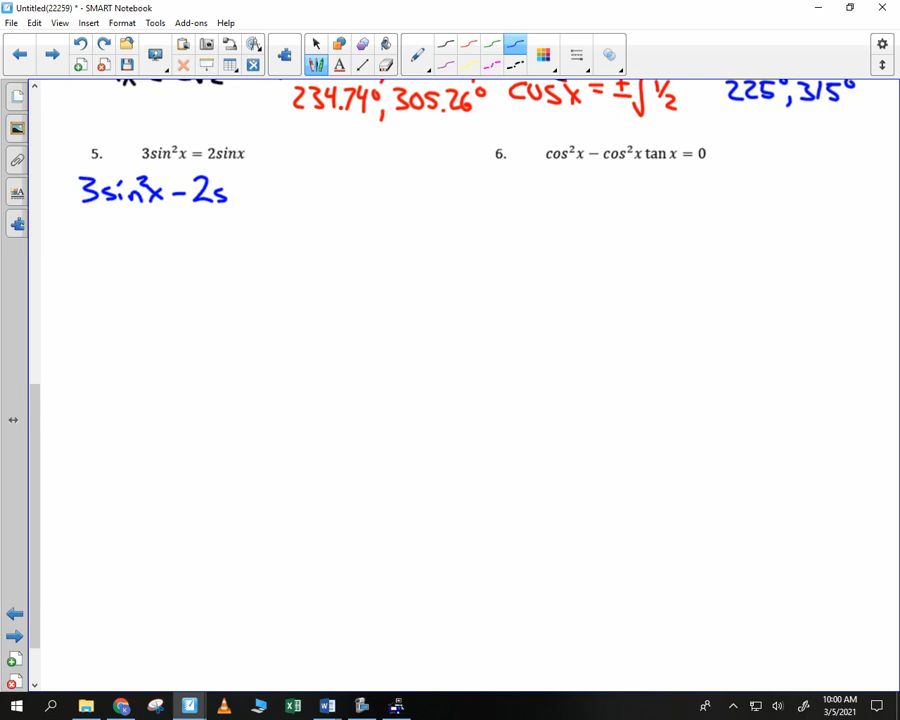 Untitled(22259) * - SMART Notebook
File Edit View Insert Format Tools Add-ons Help
234.74°, 305.26°
cosx = ±√1/2
225°, 315°
5. 3sin²x = 2sinx
6. cos²x − cos²x tan x = 0
3sin²x − 2s
10:00 AM
3/5/2021